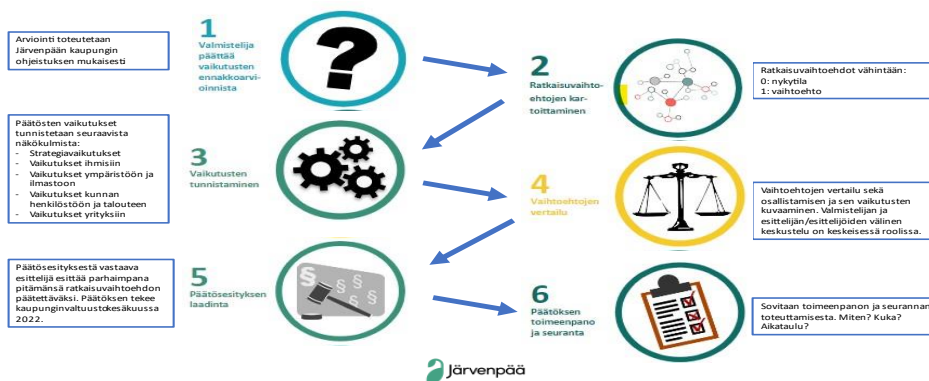 Arviointi toteutetaan
Järvenpään kaupungin
ohjeistuksen mukaisesti
1
Valmistelija
päättää
vaikutusten
ennakkoarvi-
oinnista
2
Ratkaisuvaihto-
ehtojen kar-
toittaminen
Ratkaisuvaihtoehdot vähintään:
0: nykytila
1: vaihtoehto
Päätösten vaikutukset
tunnistetaan seuraavista
näkökulmista:
- Strategiavaikutukset
- Vaikutukset ihmisiin
- Vaikutukset ympäristöön ja
ilmastoon
- Vaikutukset kunnan
henkilöstöön ja talouteen
- Vaikutukset yrityksiin
3
Vaikutusten
tunnistaminen
4
Vaihtoehtojen
vertailu
Vaihtoehtojen vertailu sekä
osallistamisen ja sen vaikutusten
kuvaaminen. Valmistelijan ja
esittelijän/esittelijöiden välinen
keskustelu on keskeisessä roolissa.
Päätösesityksestä vastaava
esittelijä esittää parhaimpana
pitämänsä ratkaisuvaihtoehdon
päätettäväksi. Päätöksen tekee
kaupunginvaltuusto kesäkuussa
2022.
5
Päätösesityksen
laadinta
6
Päätöksen
toimeenpano
ja seuranta
Sovitaan toimeenpanon ja seurannan
toteuttamisesta. Miten? Kuka?
Aikataulu?
Järvenpää